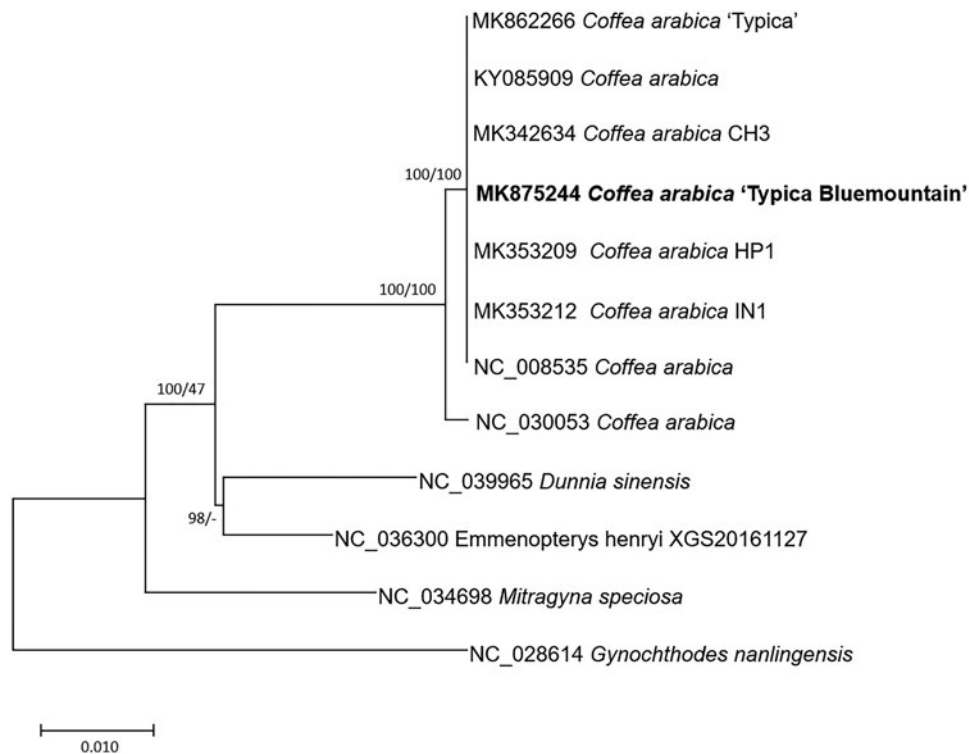 MK862266 Coffea arabica ‘Typica’
KY085909 Coffea arabica
MK342634 Coffea arabica CH3
100/100
MK875244 Coffea arabica ‘Typica Bluemountain’
MK353209 Coffea arabica HP1
100/100
MK353212 Coffea arabica IN1
NC_008535 Coffea arabica
100/47
NC_030053 Coffea arabica
NC_039965 Dunnia sinensis
98/-
NC_036300 Emmenopterys henryi XGS20161127
NC_034698 Mitragyna speciosa
NC_028614 Gynochthodes nanlingensis
0.010